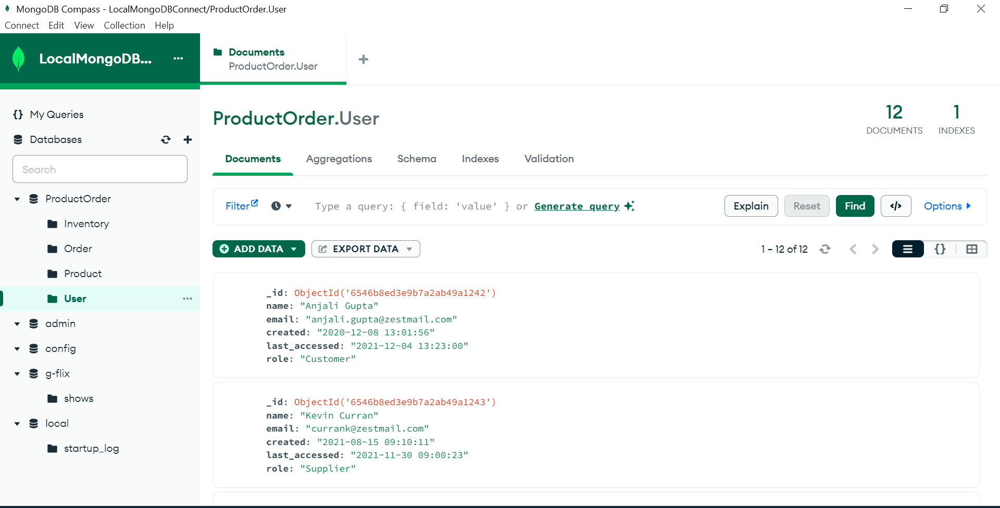 MongoDB Compass - LocalMongoDBConnect/ProductOrder.User
Connect Edit View Collection Help
LocalMongoDB...
Documents
ProductOrder.User
My Queries
Databases
Search
ProductOrder
Inventory
Order
Product
User
admin
config
g-flix
shows
local
startup_log
ProductOrder.User
12
DOCUMENTS
1
INDEXES
Documents Aggregations Schema Indexes Validation
Filter Type a query: { field: 'value' } or Generate query Explain Reset Find </> Options
ADD DATA EXPORT DATA 1 – 12 of 12 {}
_id: ObjectId('6546b8ed3e9b7a2ab49a1242')
name: "Anjali Gupta"
email: "anjali.gupta@zestmail.com"
created: "2020-12-08 13:01:56"
last_accessed: "2021-12-04 13:23:00"
role: "Customer"
_id: ObjectId('6546b8ed3e9b7a2ab49a1243')
name: "Kevin Curran"
email: "currank@zestmail.com"
created: "2021-08-15 09:10:11"
last_accessed: "2021-11-30 09:00:23"
role: "Supplier"